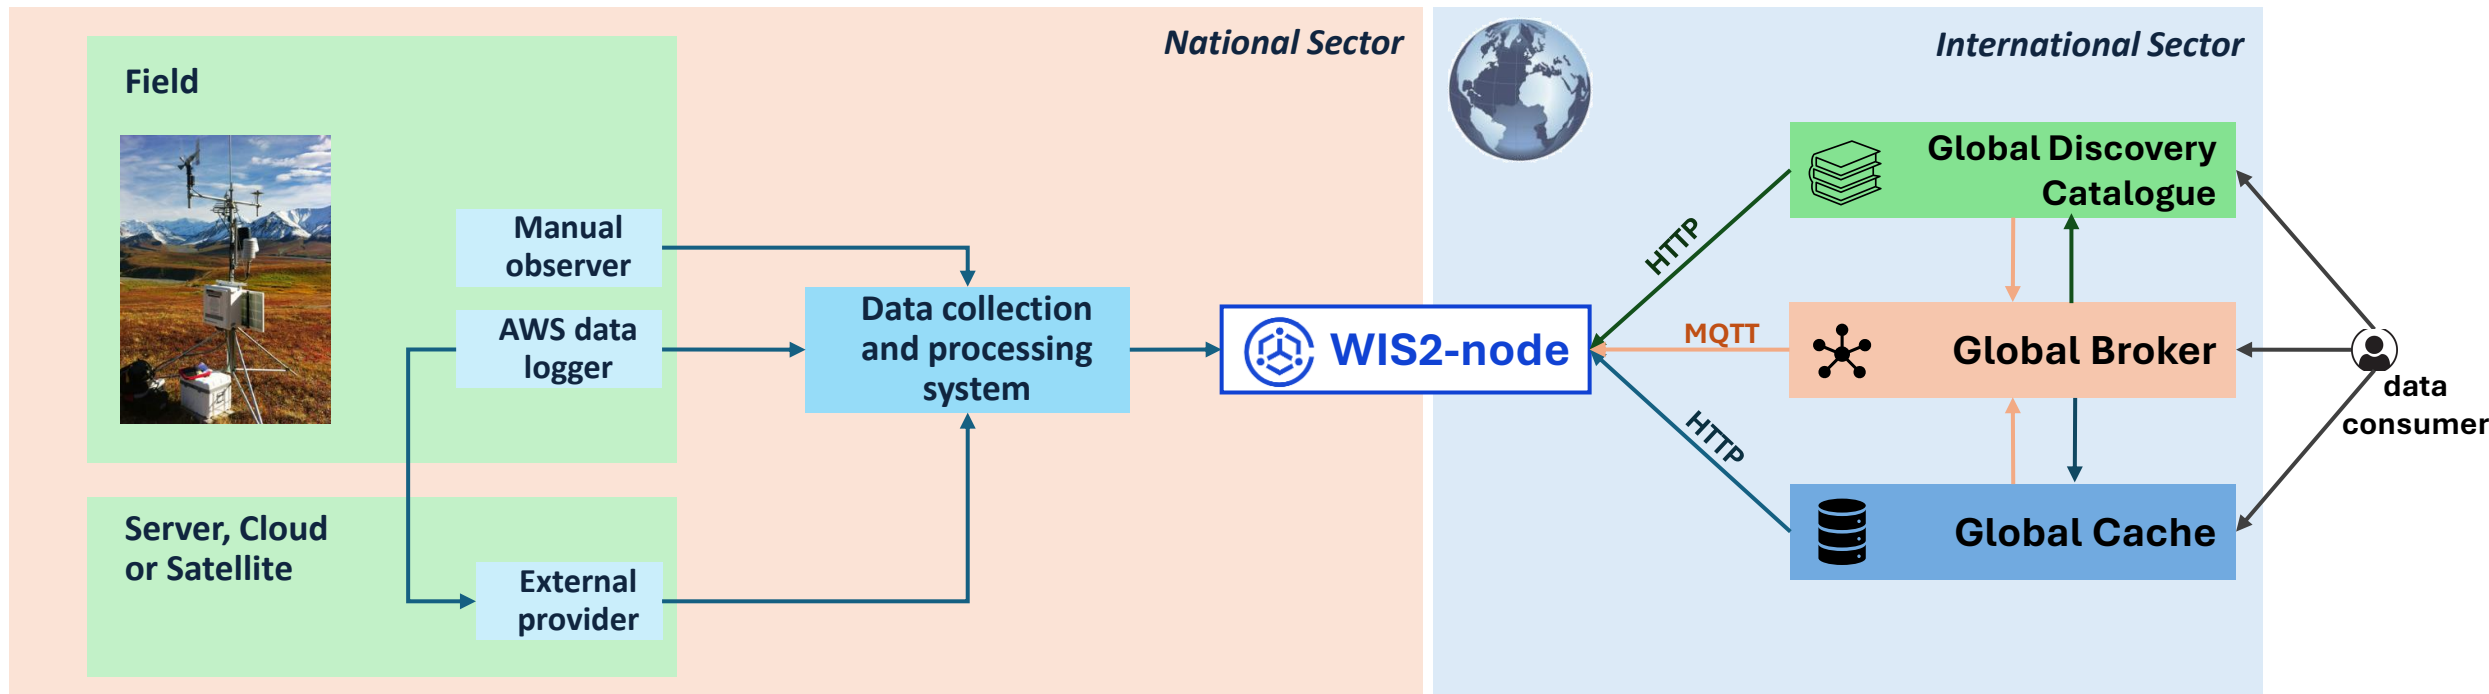 National Sector
International Sector
Field
Manual
observer
AWS data
logger
Server, Cloud
or Satellite
External
provider
Data collection
and processing
system
WIS2-node
HTTP
MQTT
HTTP
Global Discovery
Catalogue
Global Broker
Global Cache
data
consumer